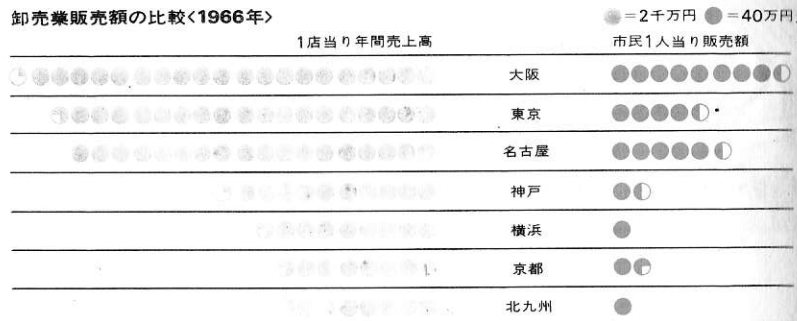 卸売業販売額の比較<1966年>
=2千万円 =40万円
1店当り年間売上高
市民1人当り販売額
大阪
東京
名古屋
神戸
横浜
京都
北九州